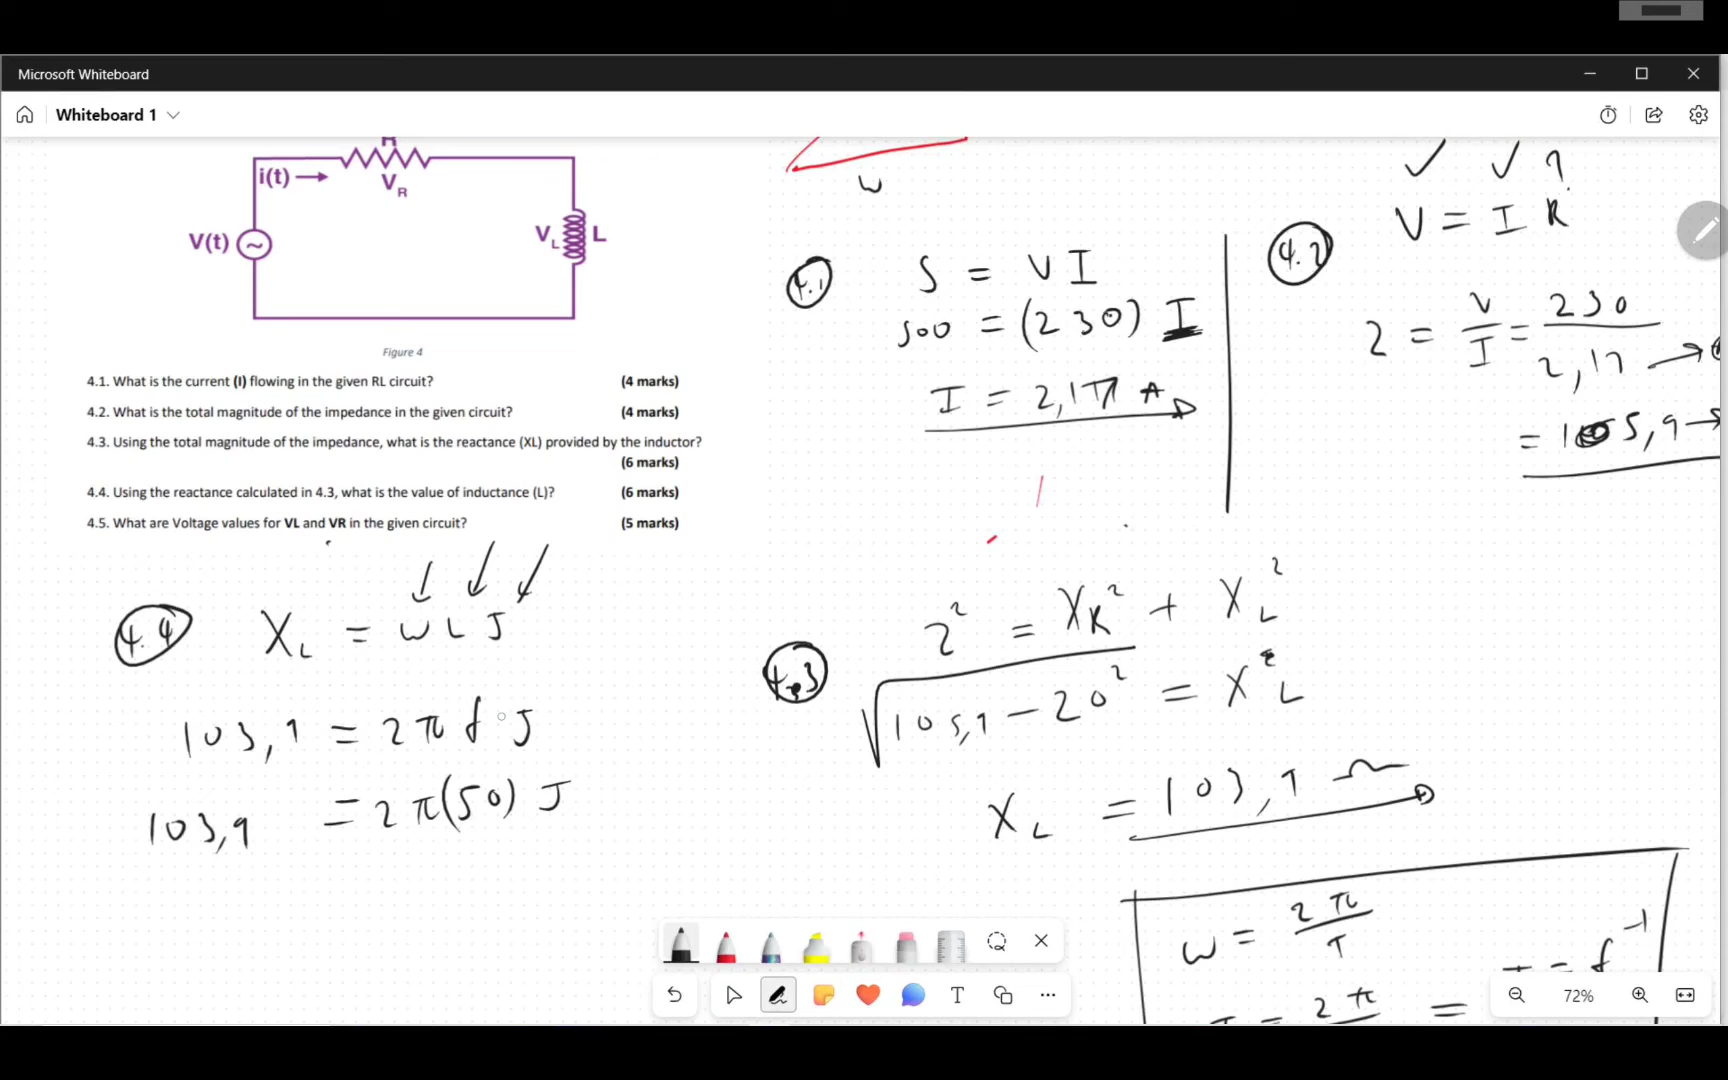 Microsoft Whiteboard
Whiteboard 1
R
i(t)
V_R
V(t)
V_L
L
Figure 4
4.1. What is the current (I) flowing in the given RL circuit? (4 marks)
4.2. What is the total magnitude of the impedance in the given circuit? (4 marks)
4.3. Using the total magnitude of the impedance, what is the reactance (XL) provided by the inductor?
(6 marks)
4.4. Using the reactance calculated in 4.3, what is the value of inductance (L)? (6 marks)
4.5. What are Voltage values for VL and VR in the given circuit? (5 marks)
4.4
X_L = ω L J
103,9 = 2π f J
103,9 = 2π(50) J
ω
4.1
S = V I
500 = (230) I
I = 2,17 A
✓ ✓ ?
V = I R
4.2
Z = V/I = 230/2,17
= 105,9
4,3
Z² = X_R² + X_L²
√105,9 - 20² = X_L²
X_L = 103,9 Ω
ω = 2π/T
= f⁻¹
2π =
T
72%